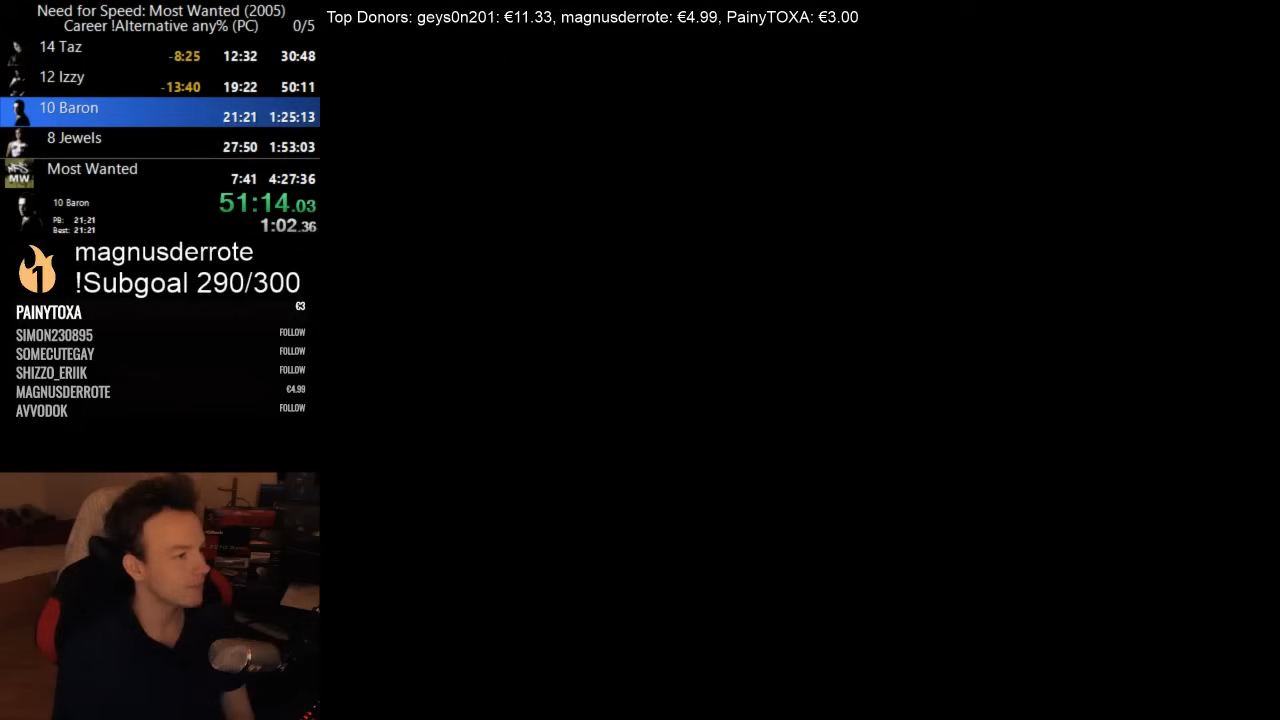 Need for Speed: Most Wanted (2005)
Career !Alternative any% (PC) 0/5
14 Taz -8:25 12:32 30:48
12 Izzy -13:40 19:22 50:11
10 Baron 21:21 1:25:13
8 Jewels 27:50 1:53:03
MW Most Wanted 7:41 4:27:36
10 Baron 51:14.03
PB: 21:21
Best: 21:21 1:02.36
Top Donors: geys0n201: €11.33, magnusderrote: €4.99, PainyTOXA: €3.00
1 magnusderrote
!Subgoal 290/300
PAINYTOXA €3
SIMON230895 FOLLOW
SOMECUTEGAY FOLLOW
SHIZZO_ERIIK FOLLOW
MAGNUSDERROTE €4.99
AVVODOK FOLLOW